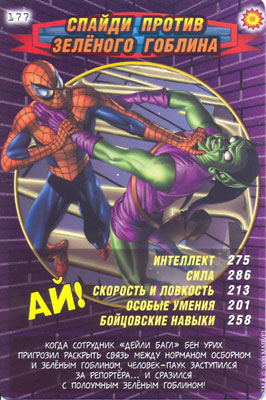 177
СПАЙДИ ПРОТИВ
ЗЕЛЁНОГО ГОБЛИНА
АЙ!
ИНТЕЛЛЕКТ 275
СИЛА 286
СКОРОСТЬ И ЛОВКОСТЬ 213
ОСОБЫЕ УМЕНИЯ 201
БОЙЦОВСКИЕ НАВЫКИ 258
КОГДА СОТРУДНИК «ДЕЙЛИ БАГЛ» БЕН УРИХ
ПРИГРОЗИЛ РАСКРЫТЬ СВЯЗЬ МЕЖДУ НОРМАНОМ ОСБОРНОМ
И ЗЕЛЁНЫМ ГОБЛИНОМ, ЧЕЛОВЕК-ПАУК ЗАСТУПИЛСЯ
ЗА РЕПОРТЁРА... И СРАЗИЛСЯ
С ПОЛОУМНЫМ ЗЕЛЁНЫМ ГОБЛИНОМ!